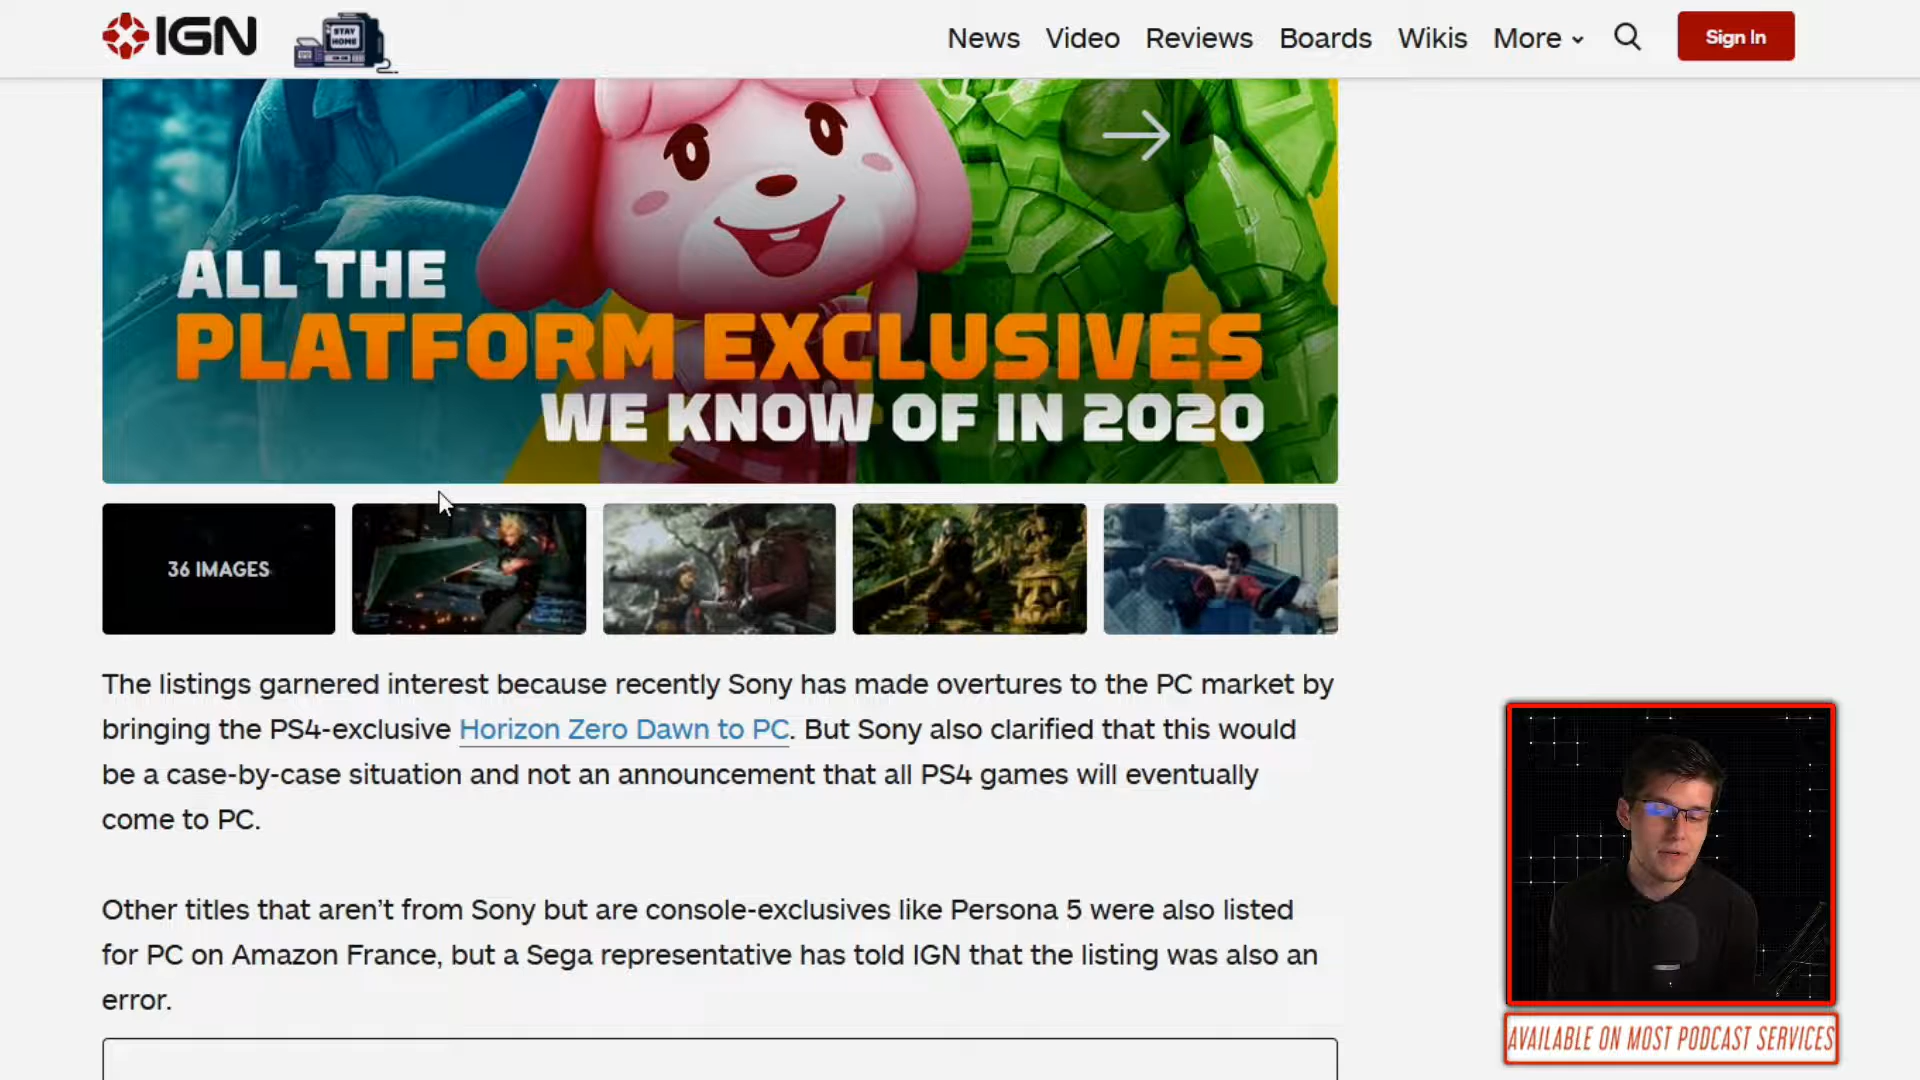 IGN
STAY
HOME
News Video Reviews Boards Wikis More Sign In
ALL THE
PLATFORM EXCLUSIVES
WE KNOW OF IN 2020
36 IMAGES
The listings garnered interest because recently Sony has made overtures to the PC market by
bringing the PS4-exclusive Horizon Zero Dawn to PC. But Sony also clarified that this would
be a case-by-case situation and not an announcement that all PS4 games will eventually
come to PC.
Other titles that aren’t from Sony but are console-exclusives like Persona 5 were also listed
for PC on Amazon France, but a Sega representative has told IGN that the listing was also an
error.
AVAILABLE ON MOST PODCAST SERVICES